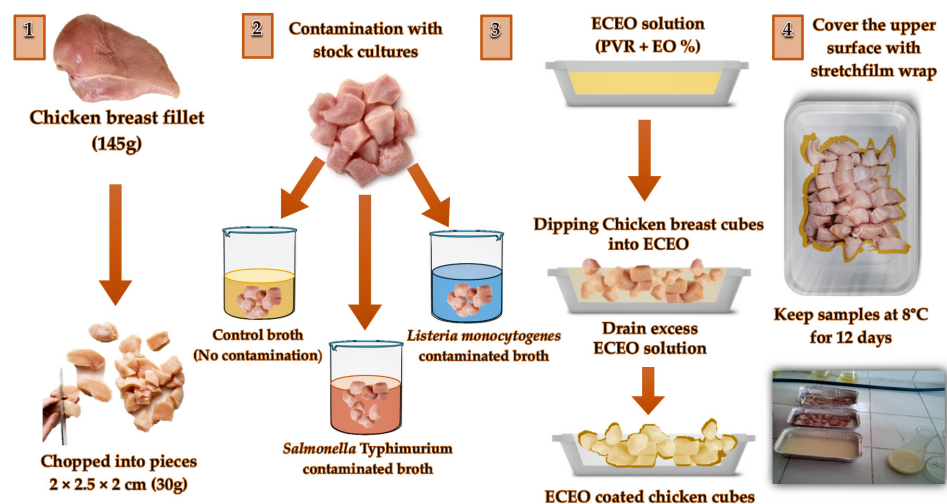 1
Chicken breast fillet
(145g)
Chopped into pieces
2 × 2.5 × 2 cm (30g)
2
Contamination with
stock cultures
Control broth
(No contamination)
Listeria monocytogenes
contaminated broth
Salmonella Typhimurium
contaminated broth
3
ECEO solution
(PVR + EO %)
Dipping Chicken breast cubes
into ECEO
Drain excess
ECEO solution
ECEO coated chicken cubes
4
Cover the upper
surface with
stretchfilm wrap
Keep samples at 8°C
for 12 days